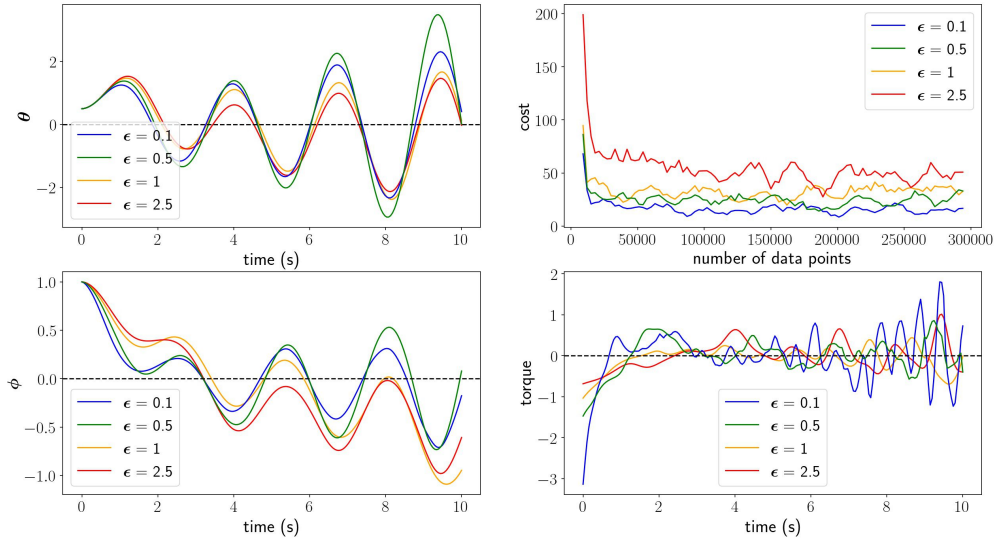 2
0
−2
θ
ϵ = 0.1
ϵ = 0.5
ϵ = 1
ϵ = 2.5
0 2 4 6 8 10
time (s)
200
150
100
50
0
cost
ϵ = 0.1
ϵ = 0.5
ϵ = 1
ϵ = 2.5
0 50000 100000 150000 200000 250000 300000
number of data points
1.0
0.5
0.0
−0.5
−1.0
ϕ
ϵ = 0.1
ϵ = 0.5
ϵ = 1
ϵ = 2.5
0 2 4 6 8 10
time (s)
2
1
0
−1
−2
−3
torque
ϵ = 0.1
ϵ = 0.5
ϵ = 1
ϵ = 2.5
0 2 4 6 8 10
time (s)